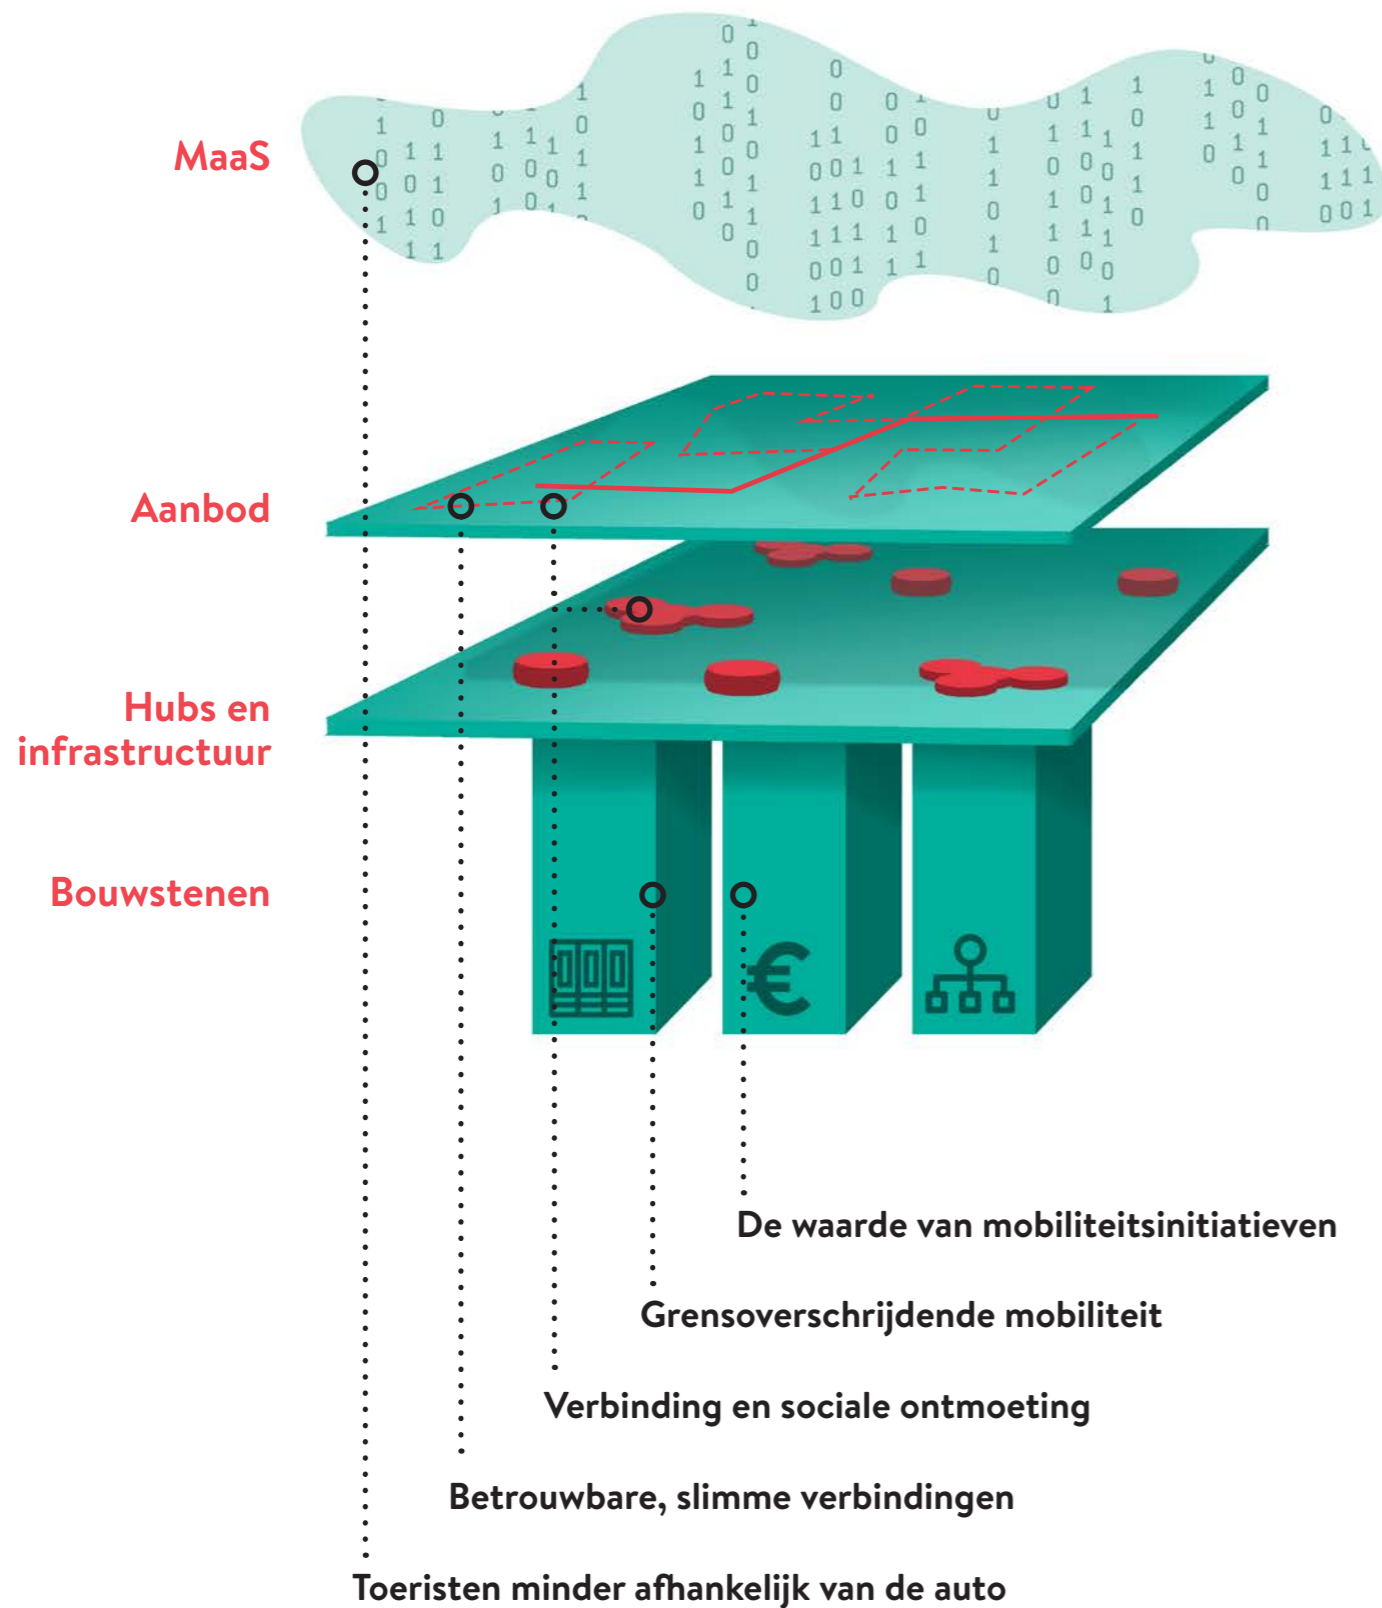 MaaS
Aanbod
Hubs en
infrastructuur
Bouwstenen
€
De waarde van mobiliteitsinitiatieven
Grensoverschrijdende mobiliteit
Verbinding en sociale ontmoeting
Betrouwbare, slimme verbindingen
Toeristen minder afhankelijk van de auto